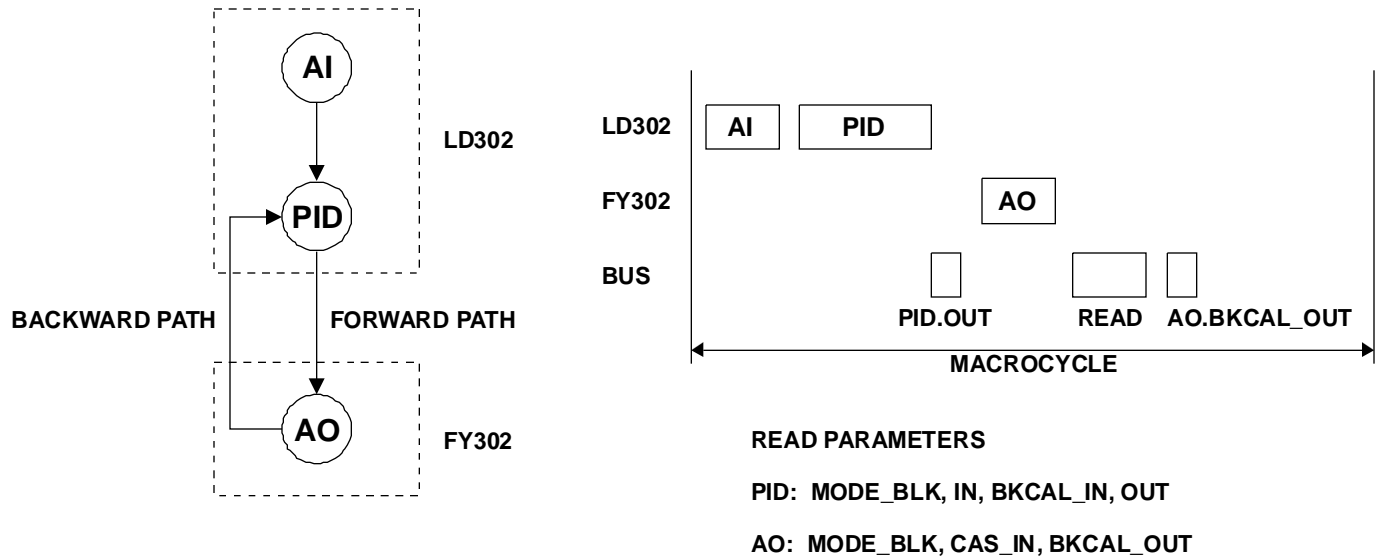 AI
LD302
PID
BACKWARD PATH
FORWARD PATH
AO
FY302
LD302
AI
PID
FY302
AO
BUS
PID.OUT
READ
AO.BKCAL_OUT
MACROCYCLE
READ PARAMETERS
PID: MODE_BLK, IN, BKCAL_IN, OUT
AO: MODE_BLK, CAS_IN, BKCAL_OUT